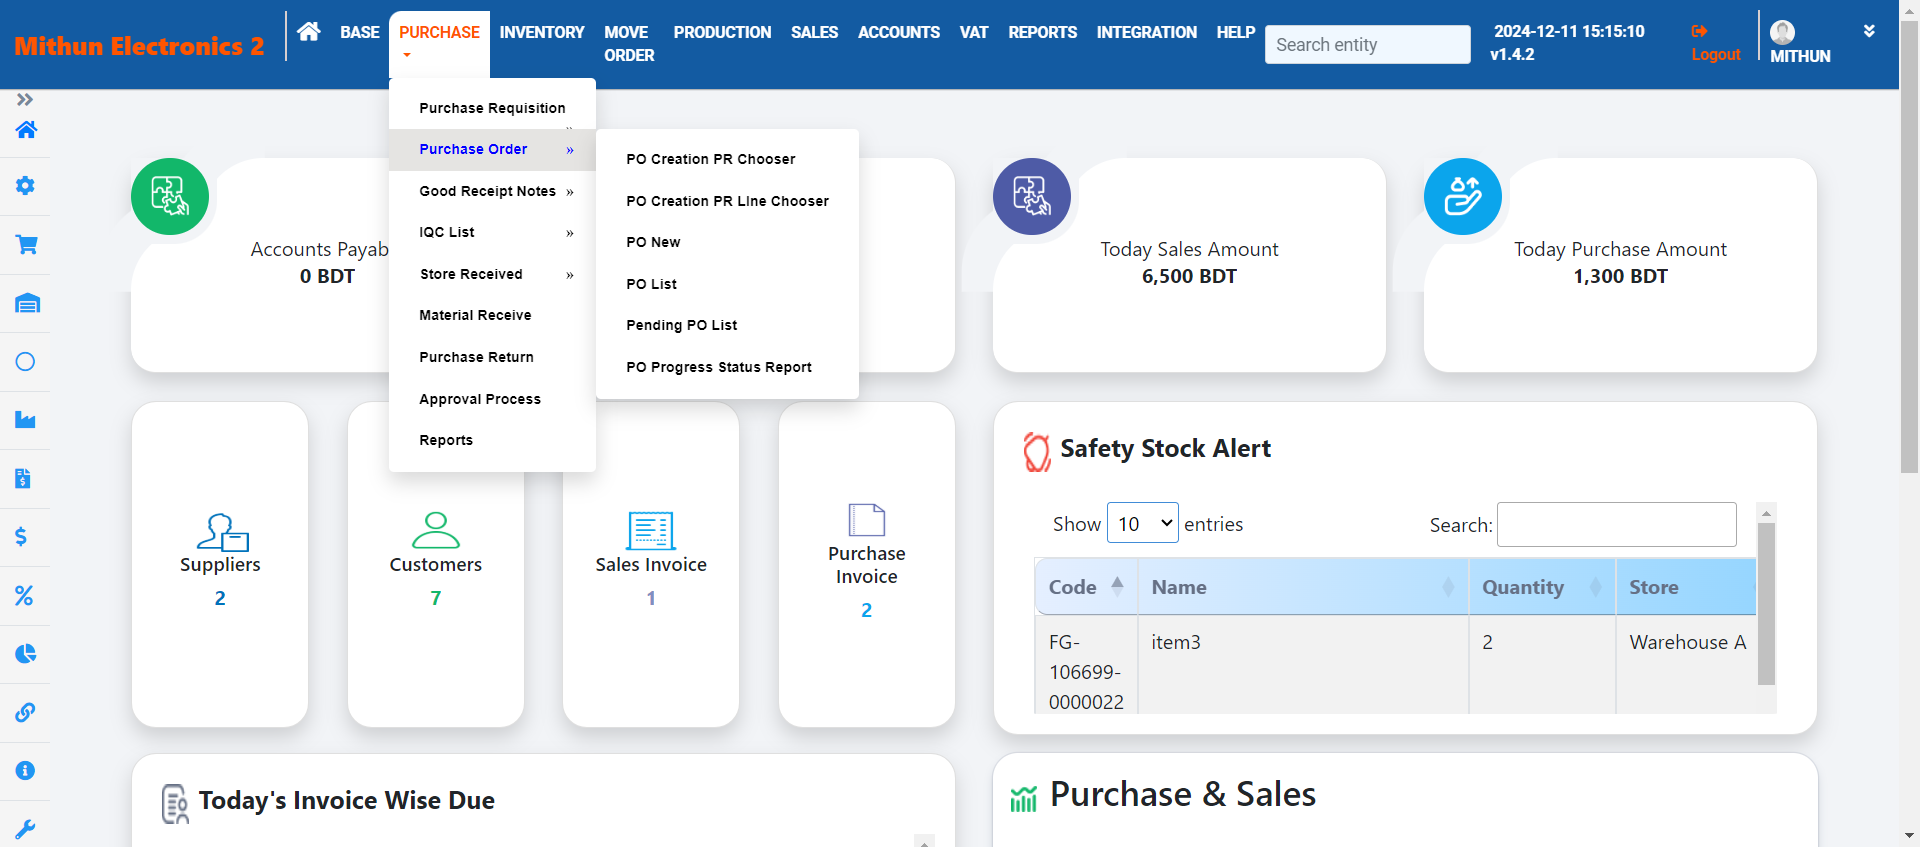 Mithun Electronics 2
BASE
PURCHASE
INVENTORY
MOVE
ORDER
PRODUCTION
SALES
ACCOUNTS
VAT
REPORTS
INTEGRATION
HELP
Search entity
2024-12-11 15:15:10
v1.4.2
Logout
MITHUN
Purchase Requisition »
Purchase Order »
Good Receipt Notes »
IQC List »
Store Received »
Material Receive
Purchase Return
Approval Process
Reports
PO Creation PR Chooser
PO Creation PR LIne Chooser
PO New
PO List
Pending PO List
PO Progress Status Report
Accounts Payab
0 BDT
Today Sales Amount
6,500 BDT
Today Purchase Amount
1,300 BDT
Suppliers
2
Customers
7
Sales Invoice
1
Purchase
Invoice
2
Safety Stock Alert
Show 10 entries
Search:
Code Name Quantity Store
FG-
106699-
0000022
item3
2
Warehouse A
Today's Invoice Wise Due
Purchase & Sales